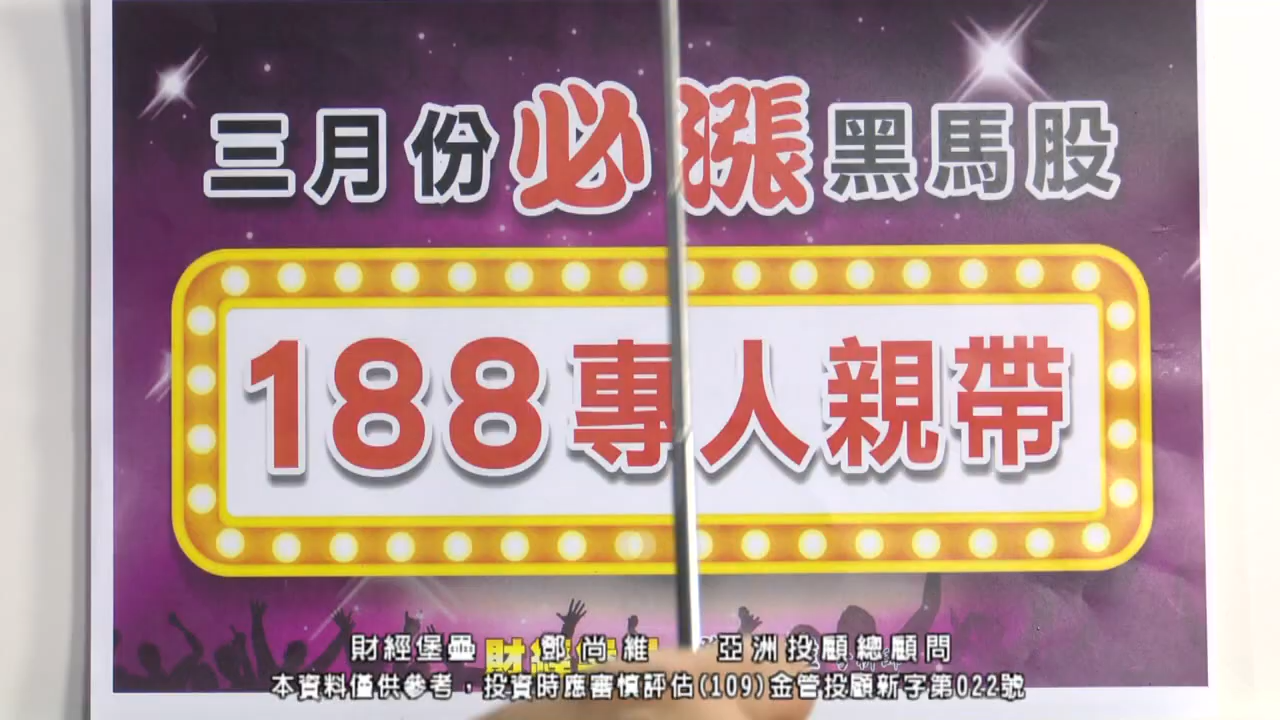 三月份必漲黑馬股
188專人親帶
財經堡壘 鄧尚維 亞洲投顧總顧問
本資料僅供參考，投資時應審慎評估(109)金管投顧新字第022號